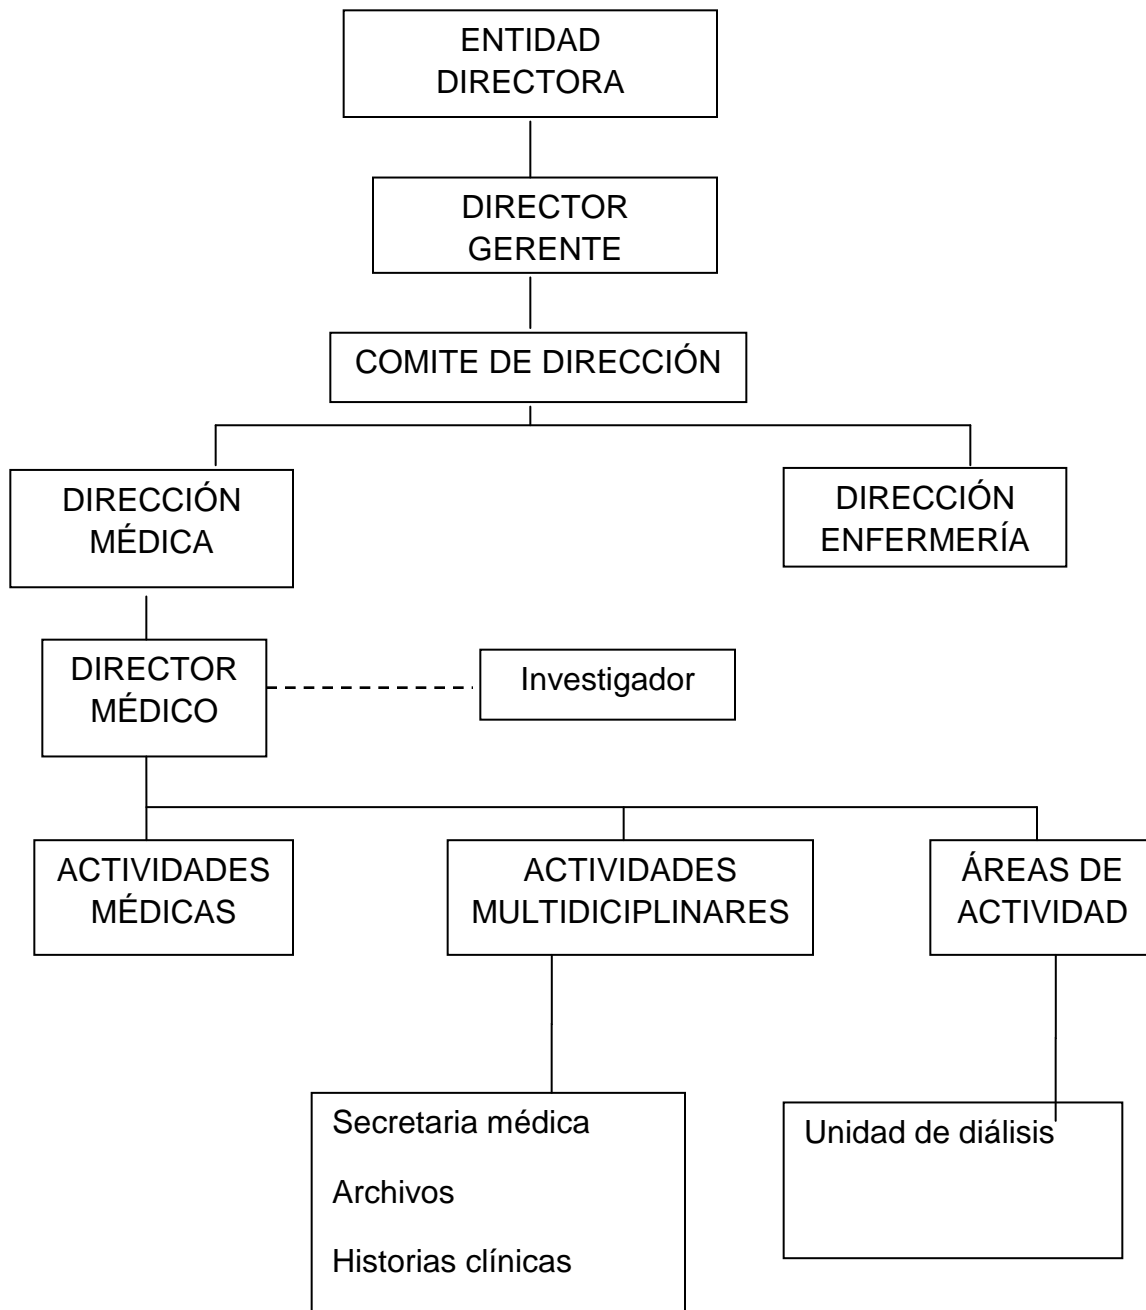 ENTIDAD
DIRECTORA
DIRECTOR
GERENTE
COMITE DE DIRECCIÓN
DIRECCIÓN
MÉDICA
DIRECCIÓN
ENFERMERÍA
DIRECTOR
MÉDICO
Investigador
ACTIVIDADES
MÉDICAS
ACTIVIDADES
MULTIDICIPLINARES
ÁREAS DE
ACTIVIDAD
Secretaria médica
Archivos
Historias clínicas
Unidad de diálisis